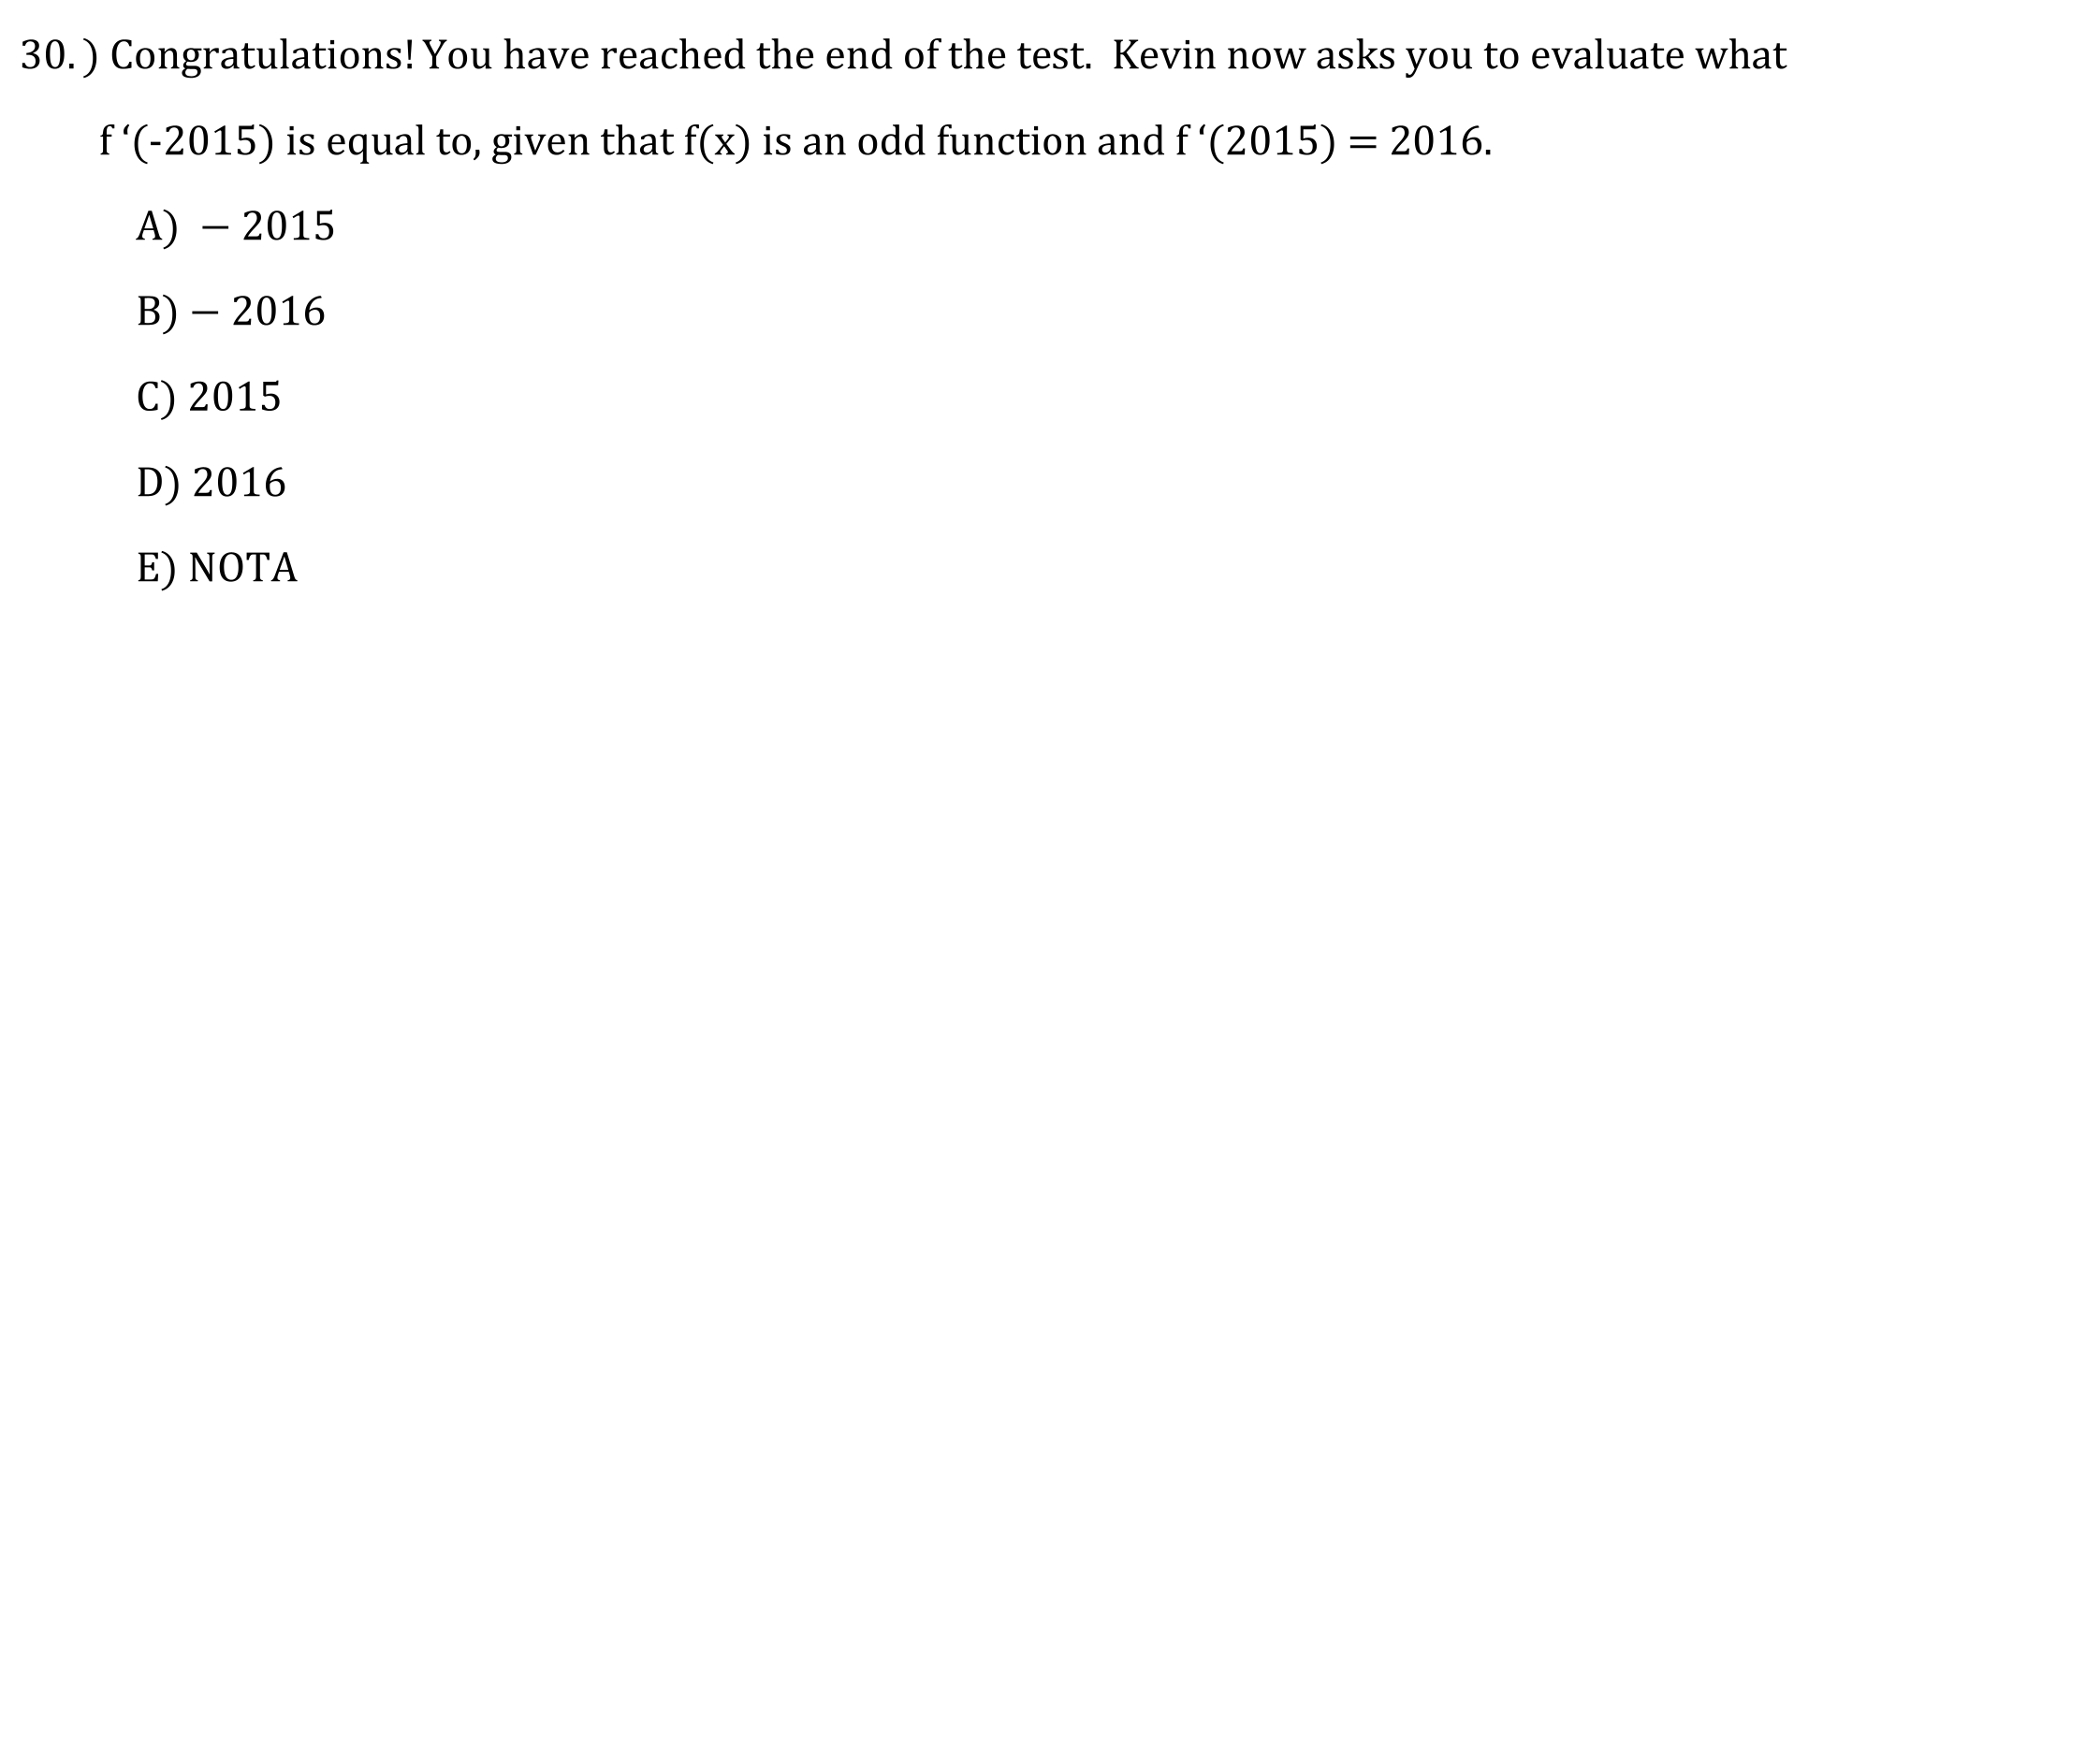 30.) Congratulations! You have reached the end of the test.  Kevin now asks you to evaluate what
f ‘(-2015) is equal to, given that f(x) is an odd function and f ‘(2015) = 2016.
A)  − 2015
B) − 2016
C) 2015
D) 2016
E) NOTA